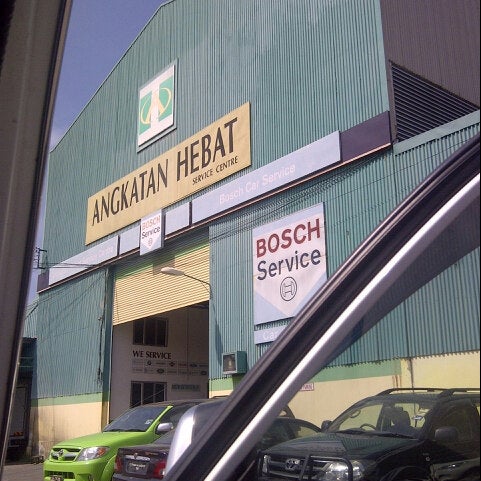 ANGKATAN HEBAT
SERVICE CENTRE
Bosch Car Service
BOSCH
Service
BOSCH
Service
WE SERVICE